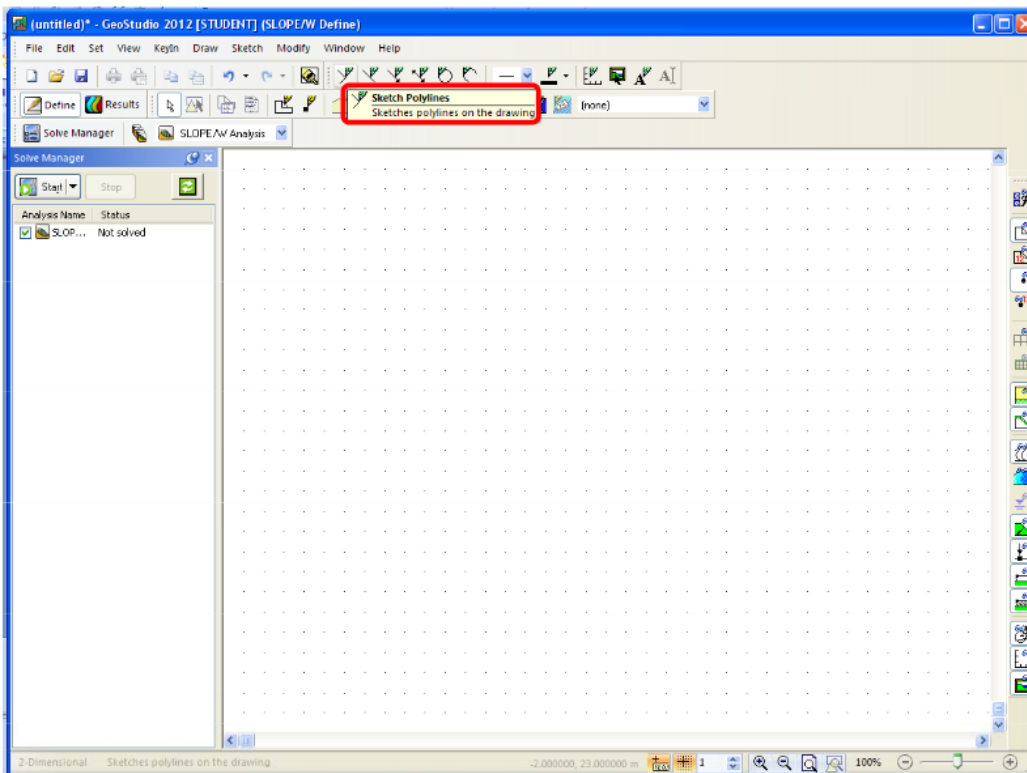 (untitled)* - GeoStudio 2012 [STUDENT] (SLOPE/W Define)
File Edit Set View KeyIn Draw Sketch Modify Window Help
Define Results Sketch Polylines (none)
Sketches polylines on the drawing
Solve Manager SLOPE/W Analysis
Solve Manager
Start Stop
Analysis Name Status
SLOP... Not solved
2-Dimensional Sketches polylines on the drawing -2.000000, 23.000000 m 1 100%